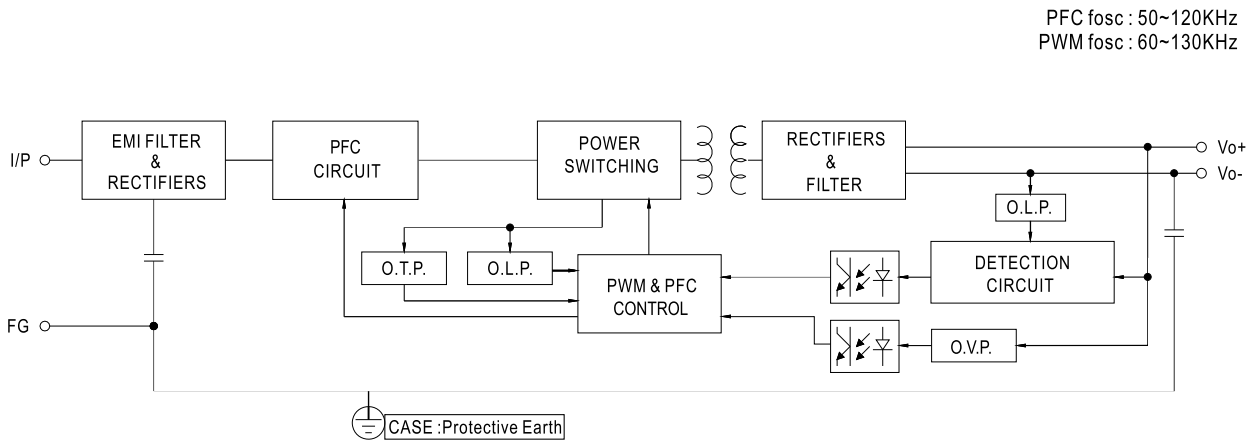 PFC fosc : 50~120KHz
PWM fosc : 60~130KHz
I/P
EMI FILTER
&
RECTIFIERS
PFC
CIRCUIT
POWER
SWITCHING
RECTIFIERS
&
FILTER
Vo+
Vo-
O.L.P.
O.T.P.
O.L.P.
PWM & PFC
CONTROL
DETECTION
CIRCUIT
FG
O.V.P.
CASE :Protective Earth